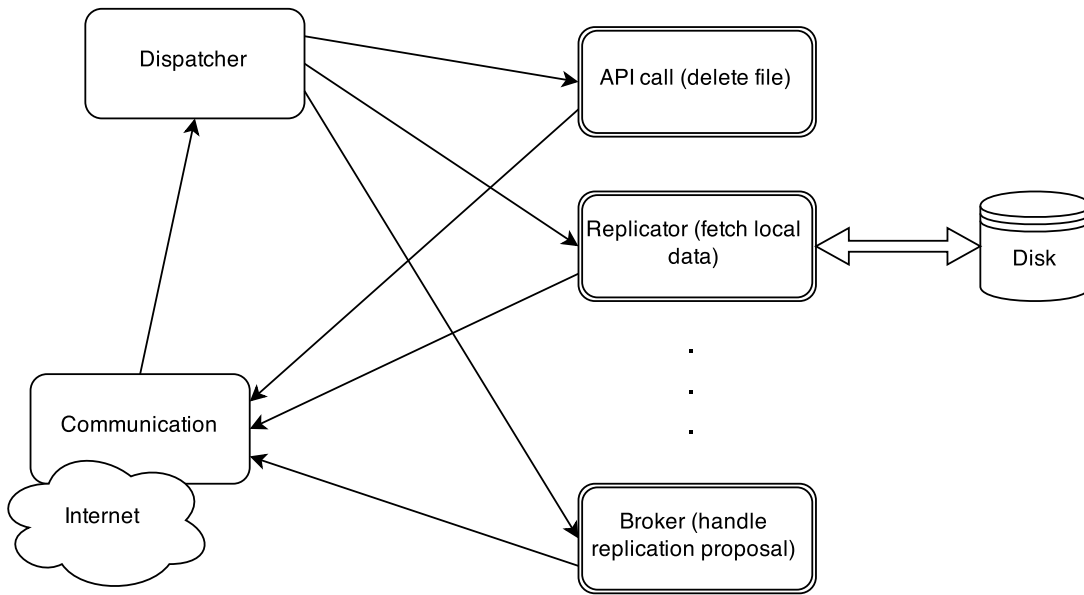 Dispatcher
API call (delete file)
Replicator (fetch local
data)
Disk
Communication
Internet
Broker (handle
replication proposal)